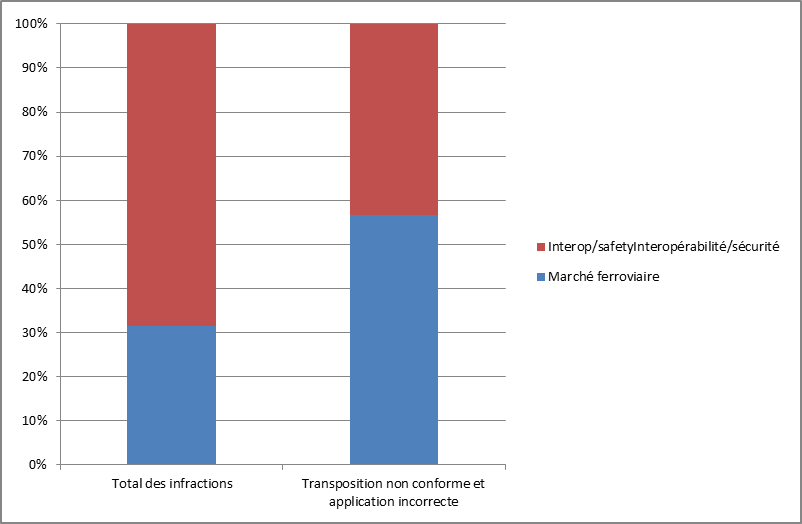 100%
90%
80%
70%
60%
50%
40%
30%
20%
10%
0%
Total des infractions
Transposition non conforme et
application incorrecte
Interop/safetyInteropérabilité/sécurité
Marché ferroviaire